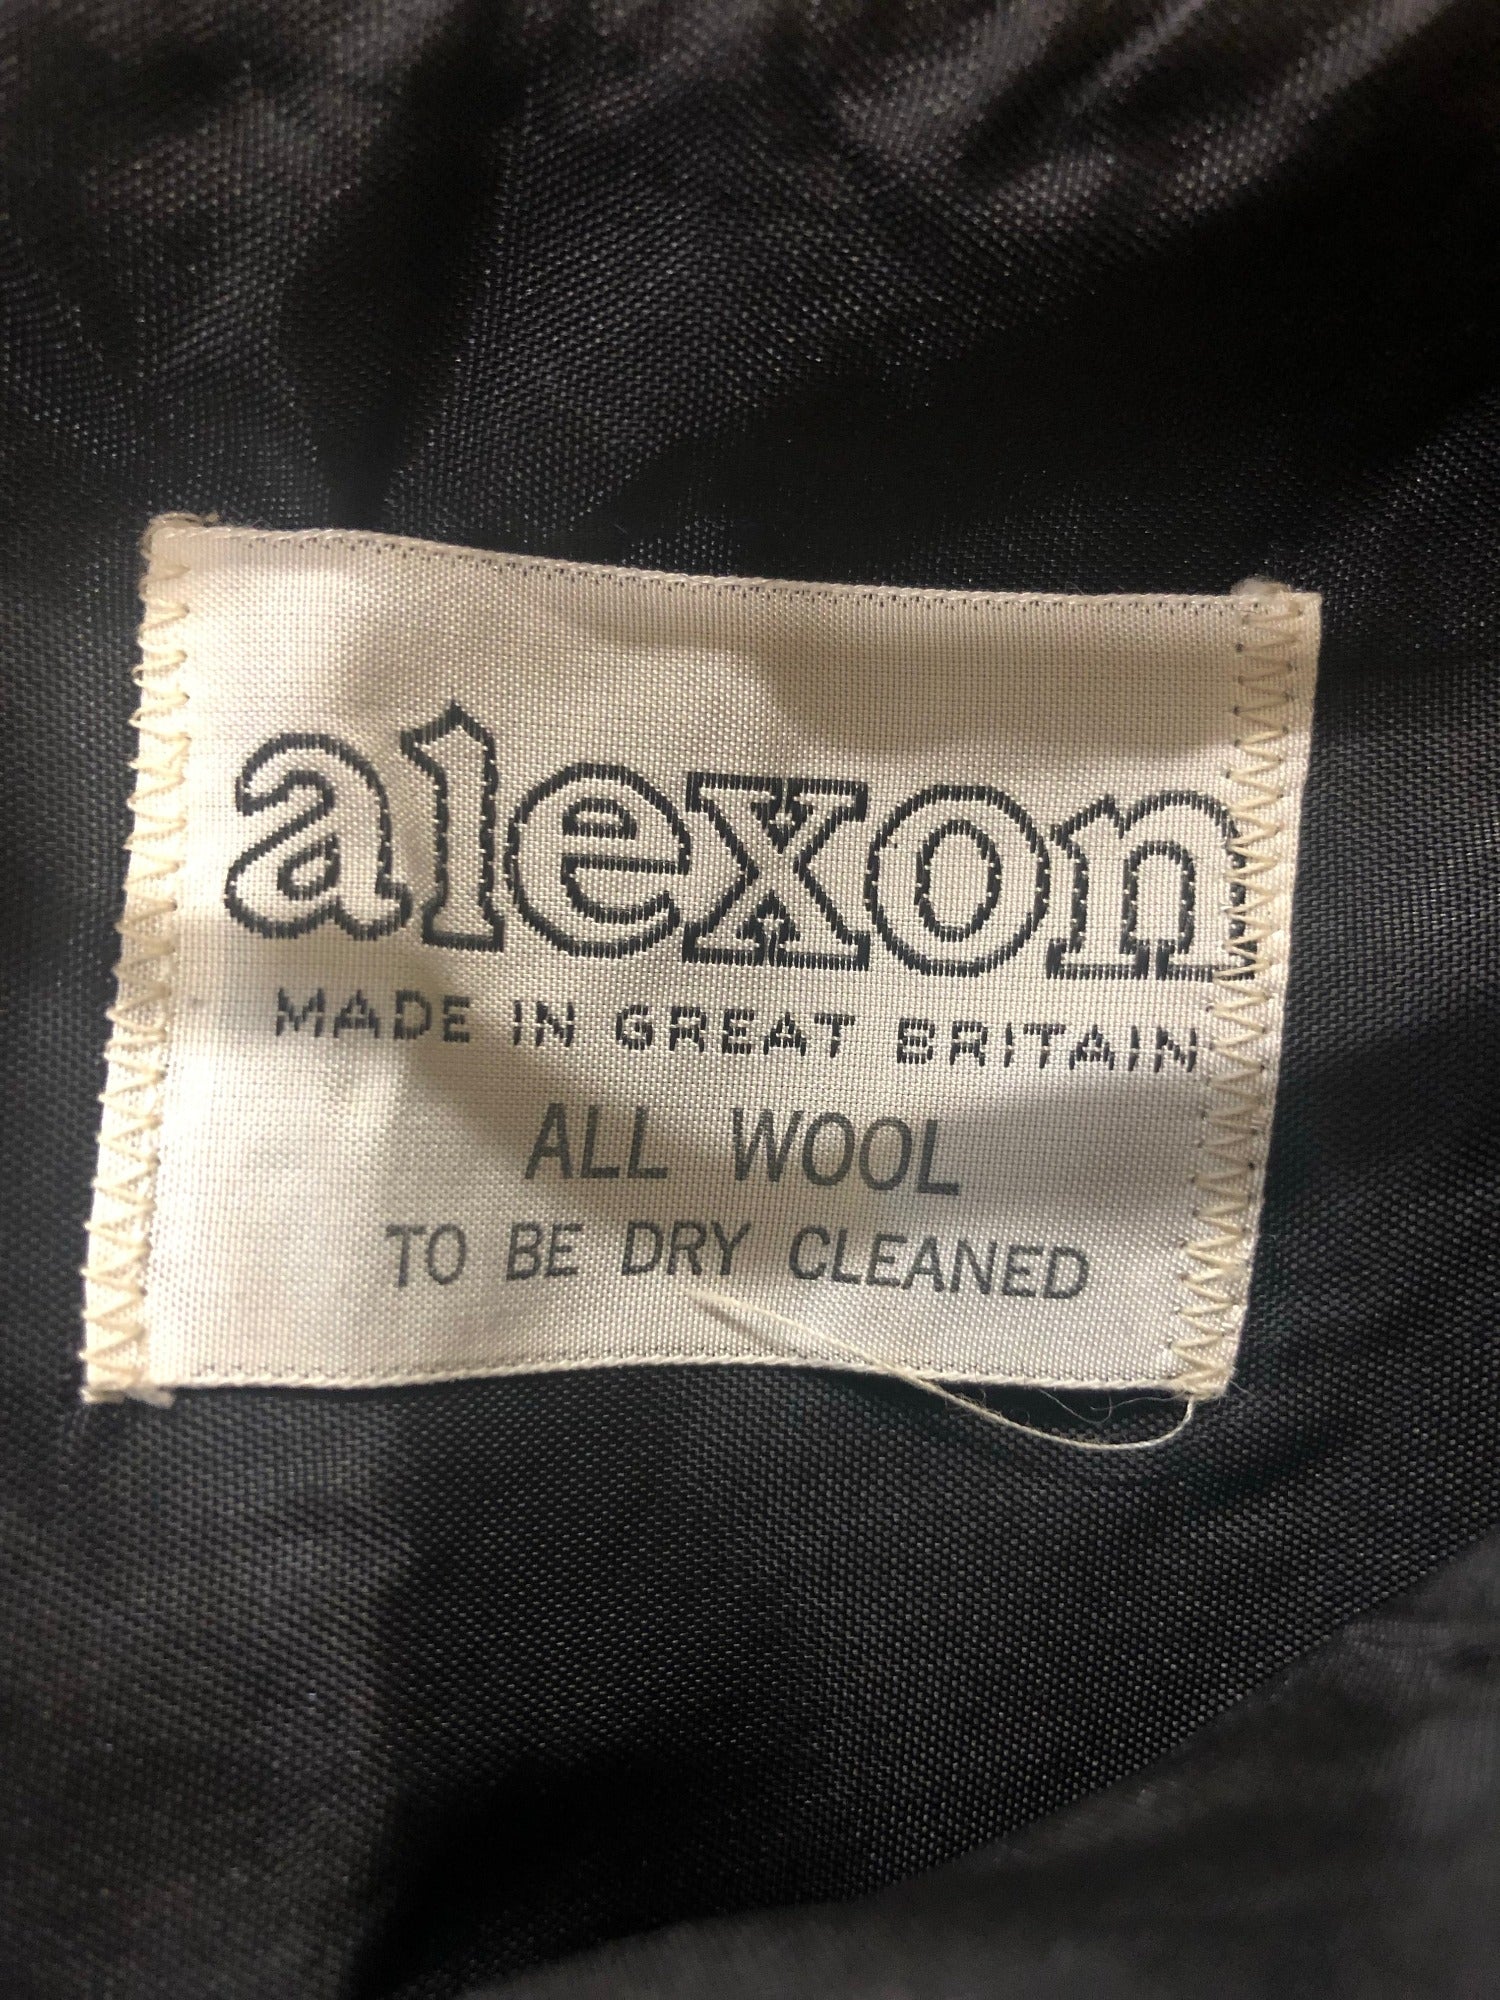 alexon
MADE IN GREAT BRITAIN
ALL WOOL
TO BE DRY CLEANED